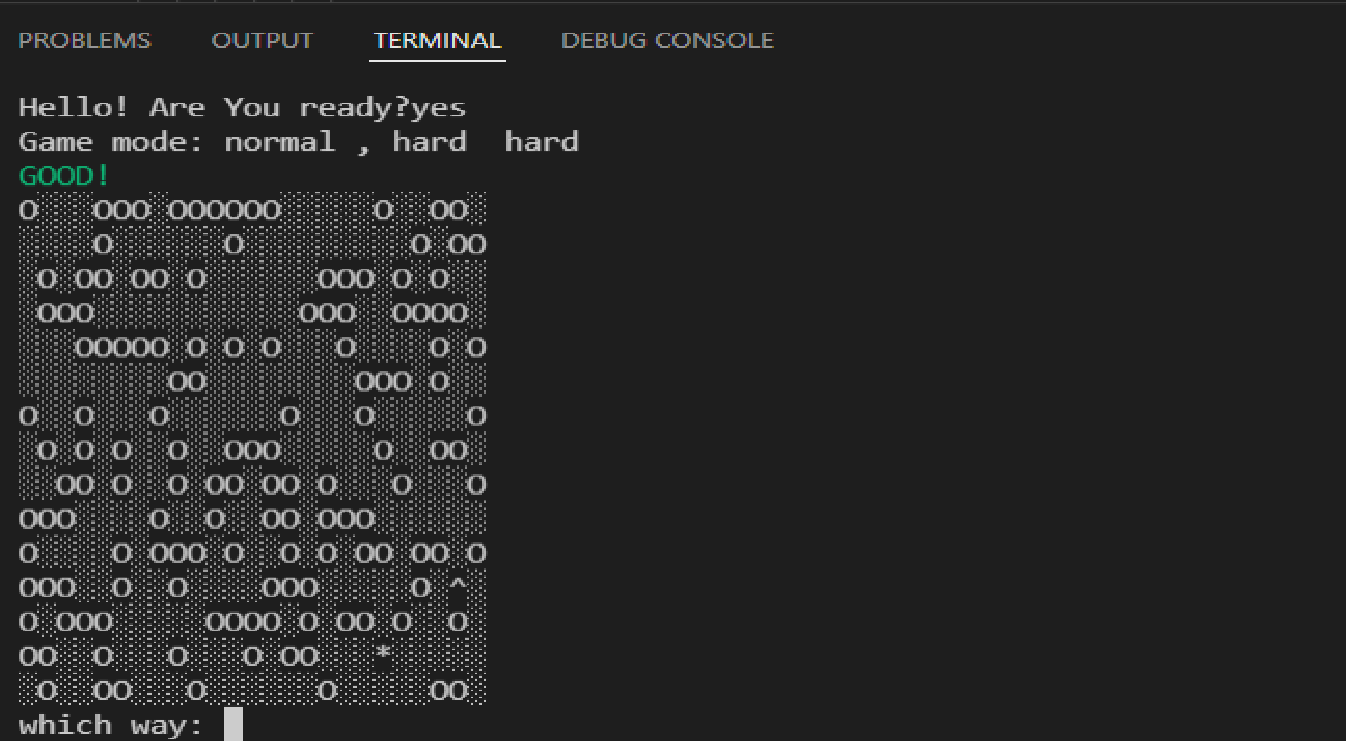 PROBLEMS OUTPUT TERMINAL DEBUG CONSOLE
Hello! Are You ready?yes
Game mode: normal , hard  hard
GOOD!
O░░░OOO░OOOOOO░░░░░O░░OO░
░░░░O░░░░░░O░░░░░░░░░O░OO
░O░OO░OO░O░░░░░░OOO░O░O░░
░OOO░░░░░░░░░░░OOO░░OOOO░
░░░OOOOO░O░O░O░░░O░░░░O░O
░░░░░░░░OO░░░░░░░░OOO░O░░
O░░O░░░O░░░░░░O░░░O░░░░░O
░O░O░O░░O░░OOO░░░░░O░░OO░
░░OO░O░░O░OO░OO░O░░░O░░░O
OOO░░░░O░░O░░OO░OOO░░░░░░
O░░░░O░OOO░O░░O░O░OO░OO░O
OOO░░O░░O░░░░OOO░░░░░O░^░
O░OOO░░░░░OOOO░O░OO░O░░O░
OO░░O░░░O░░░O░OO░░░*░░░░░
░O░░OO░░░O░░░░░░O░░░░░OO░
which way: